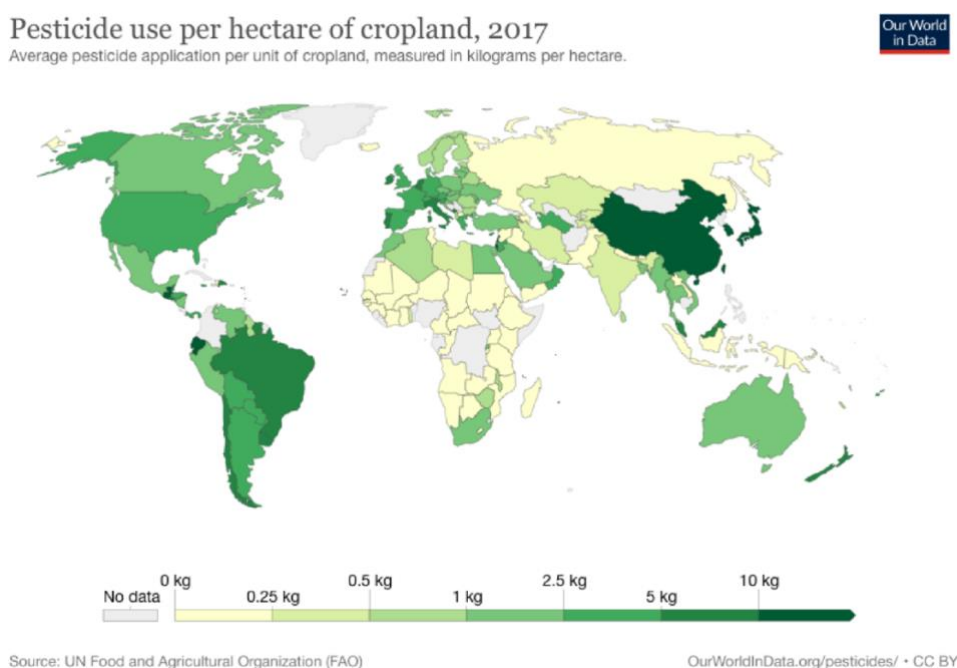 Pesticide use per hectare of cropland, 2017
Our World
in Data
Average pesticide application per unit of cropland, measured in kilograms per hectare.
No data
0 kg
0.25 kg
0.5 kg
1 kg
2.5 kg
5 kg
10 kg
Source: UN Food and Agricultural Organization (FAO)
OurWorldInData.org/pesticides/ • CC BY